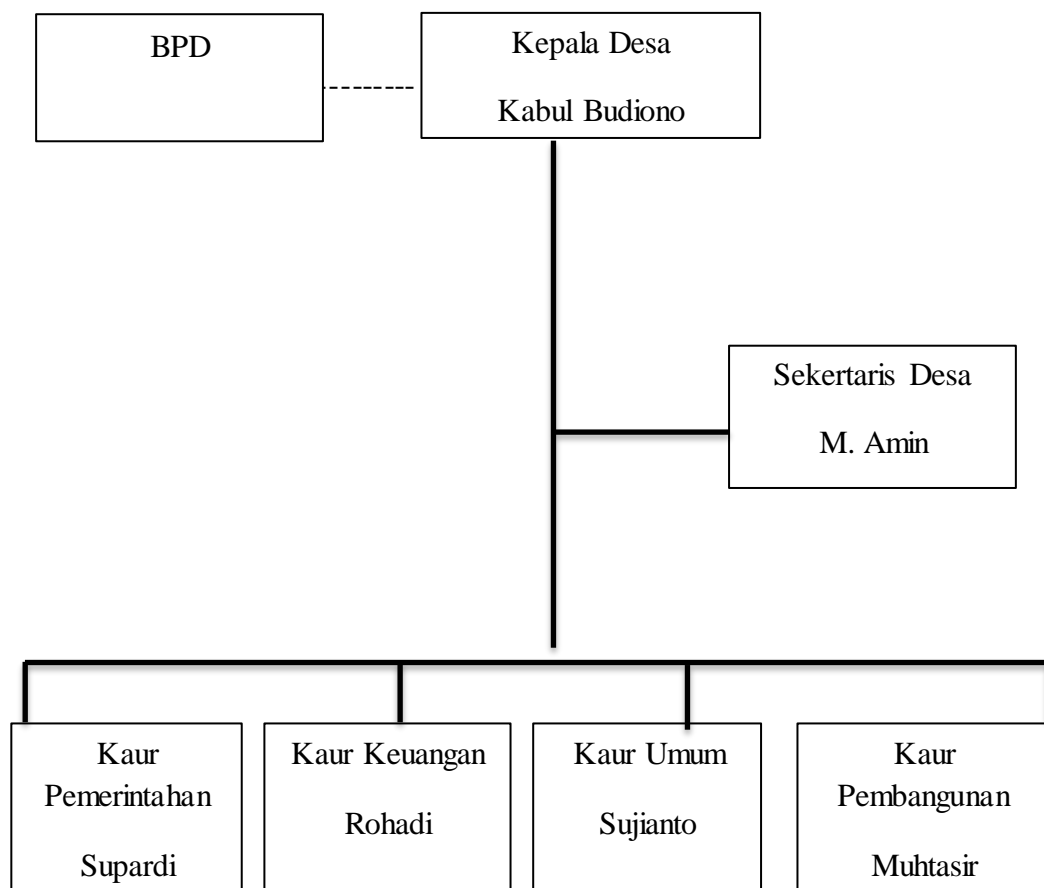 BPD
Kepala Desa
Kabul Budiono
Sekertaris Desa
M. Amin
Kaur
Pemerintahan
Supardi
Kaur Keuangan
Rohadi
Kaur Umum
Sujianto
Kaur
Pembangunan
Muhtasir